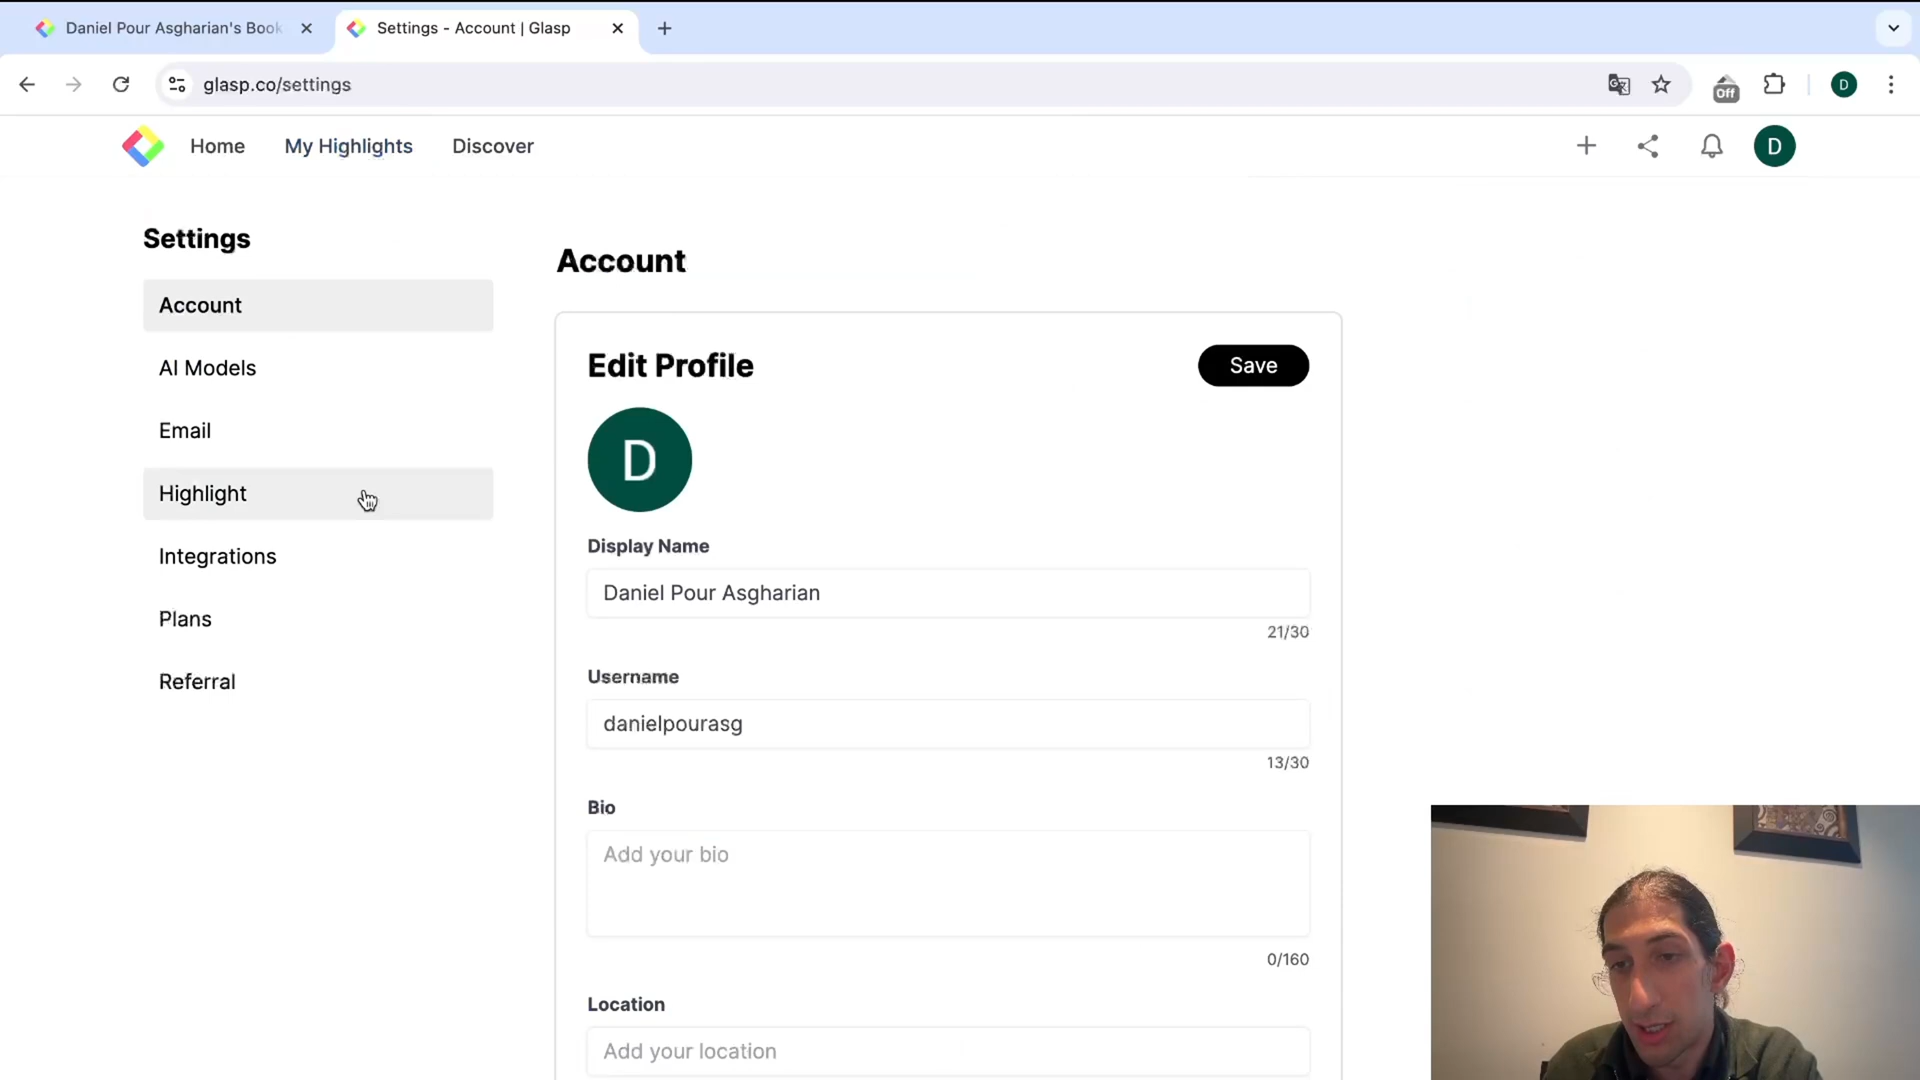 Daniel Pour Asgharian's Book
Settings - Account | Glasp
glasp.co/settings
Off
D
Home
My Highlights
Discover
D
Settings
Account
AI Models
Email
Highlight
Integrations
Plans
Referral
Account
Edit Profile
Save
D
Display Name
Daniel Pour Asgharian
21/30
Username
danielpourasg
13/30
Bio
Add your bio
0/160
Location
Add your location